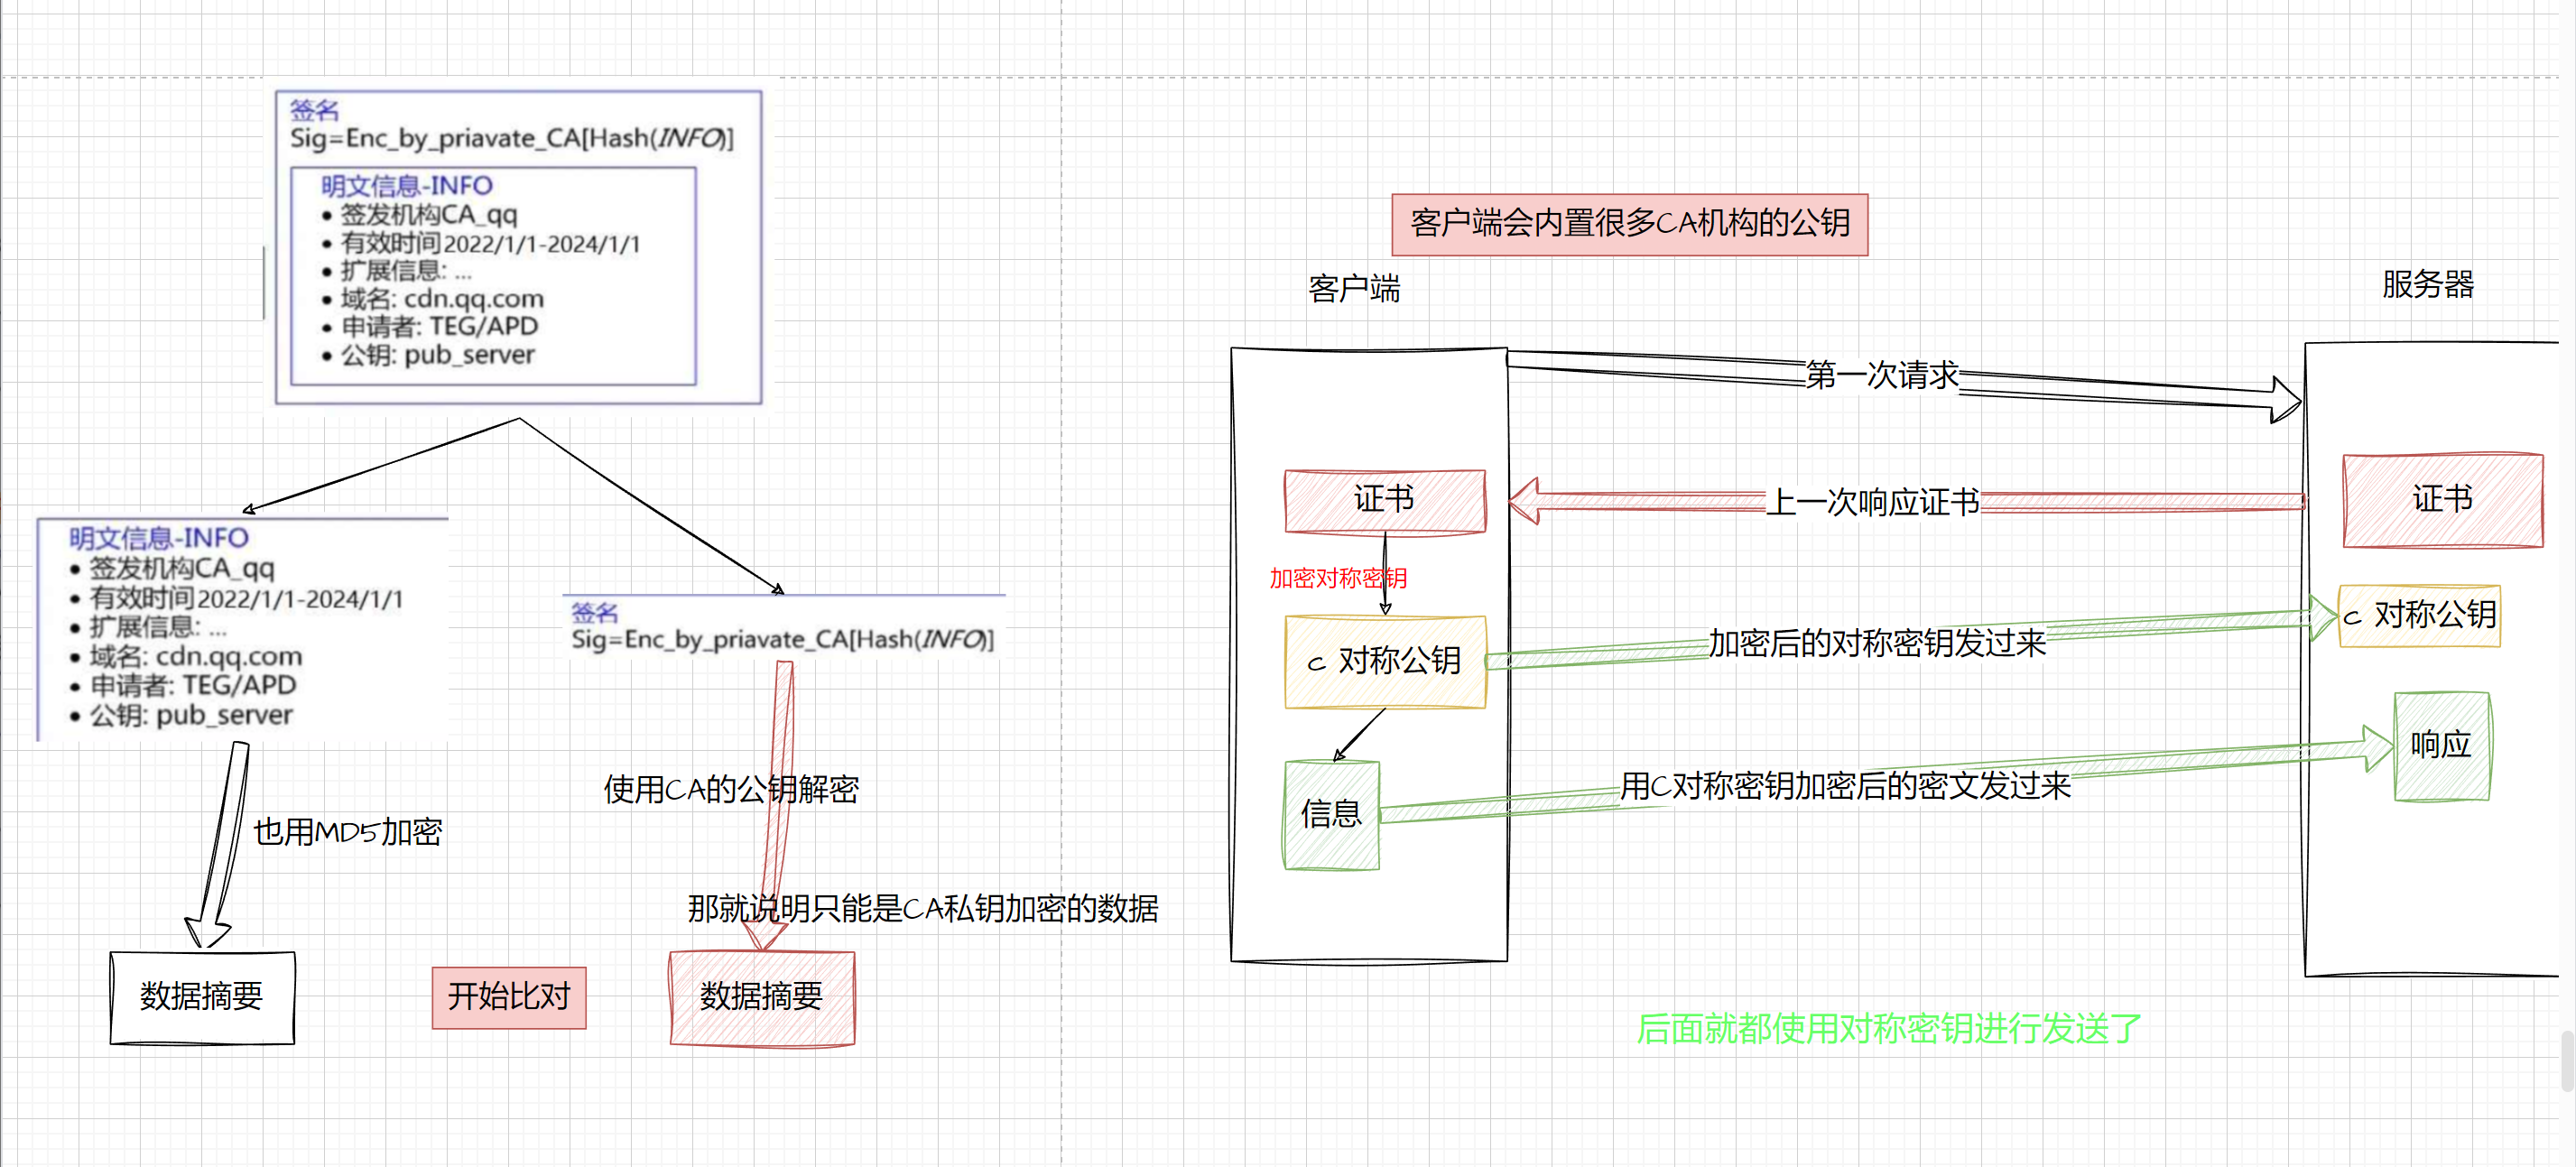 签名
Sig=Enc_by_priavate_CA[Hash(INFO)]
明文信息-INFO
• 签发机构CA_qq
• 有效时间2022/1/1-2024/1/1
• 扩展信息: ...
• 域名: cdn.qq.com
• 申请者: TEG/APD
• 公钥: pub_server
明文信息-INFO
• 签发机构CA_qq
• 有效时间2022/1/1-2024/1/1
• 扩展信息: ...
• 域名: cdn.qq.com
• 申请者: TEG/APD
• 公钥: pub_server
签名
Sig=Enc_by_priavate_CA[Hash(INFO)]
也用MD5加密
使用CA的公钥解密
那就说明只能是CA私钥加密的数据
数据摘要
开始比对
数据摘要
客户端会内置很多CA机构的公钥
客户端
服务器
第一次请求
证书
上一次响应证书
证书
加密对称密钥
C 对称公钥
加密后的对称密钥发过来
C 对称公钥
信息
用C对称密钥加密后的密文发过来
响应
后面就都使用对称密钥进行发送了